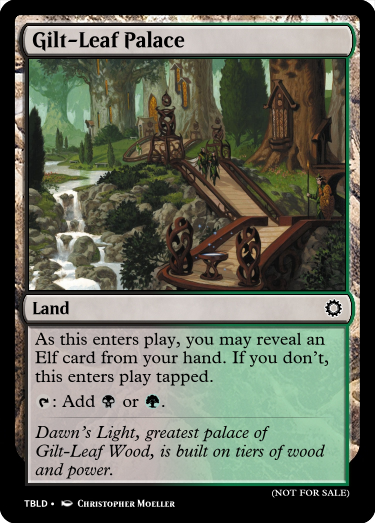 Gilt-Leaf Palace
Land
As this enters play, you may reveal an
Elf card from your hand. If you don't,
this enters play tapped.
: Add or .
Dawn's Light, greatest palace of
Gilt-Leaf Wood, is built on tiers of wood
and power.
(NOT FOR SALE)
TBLD • Christopher Moeller